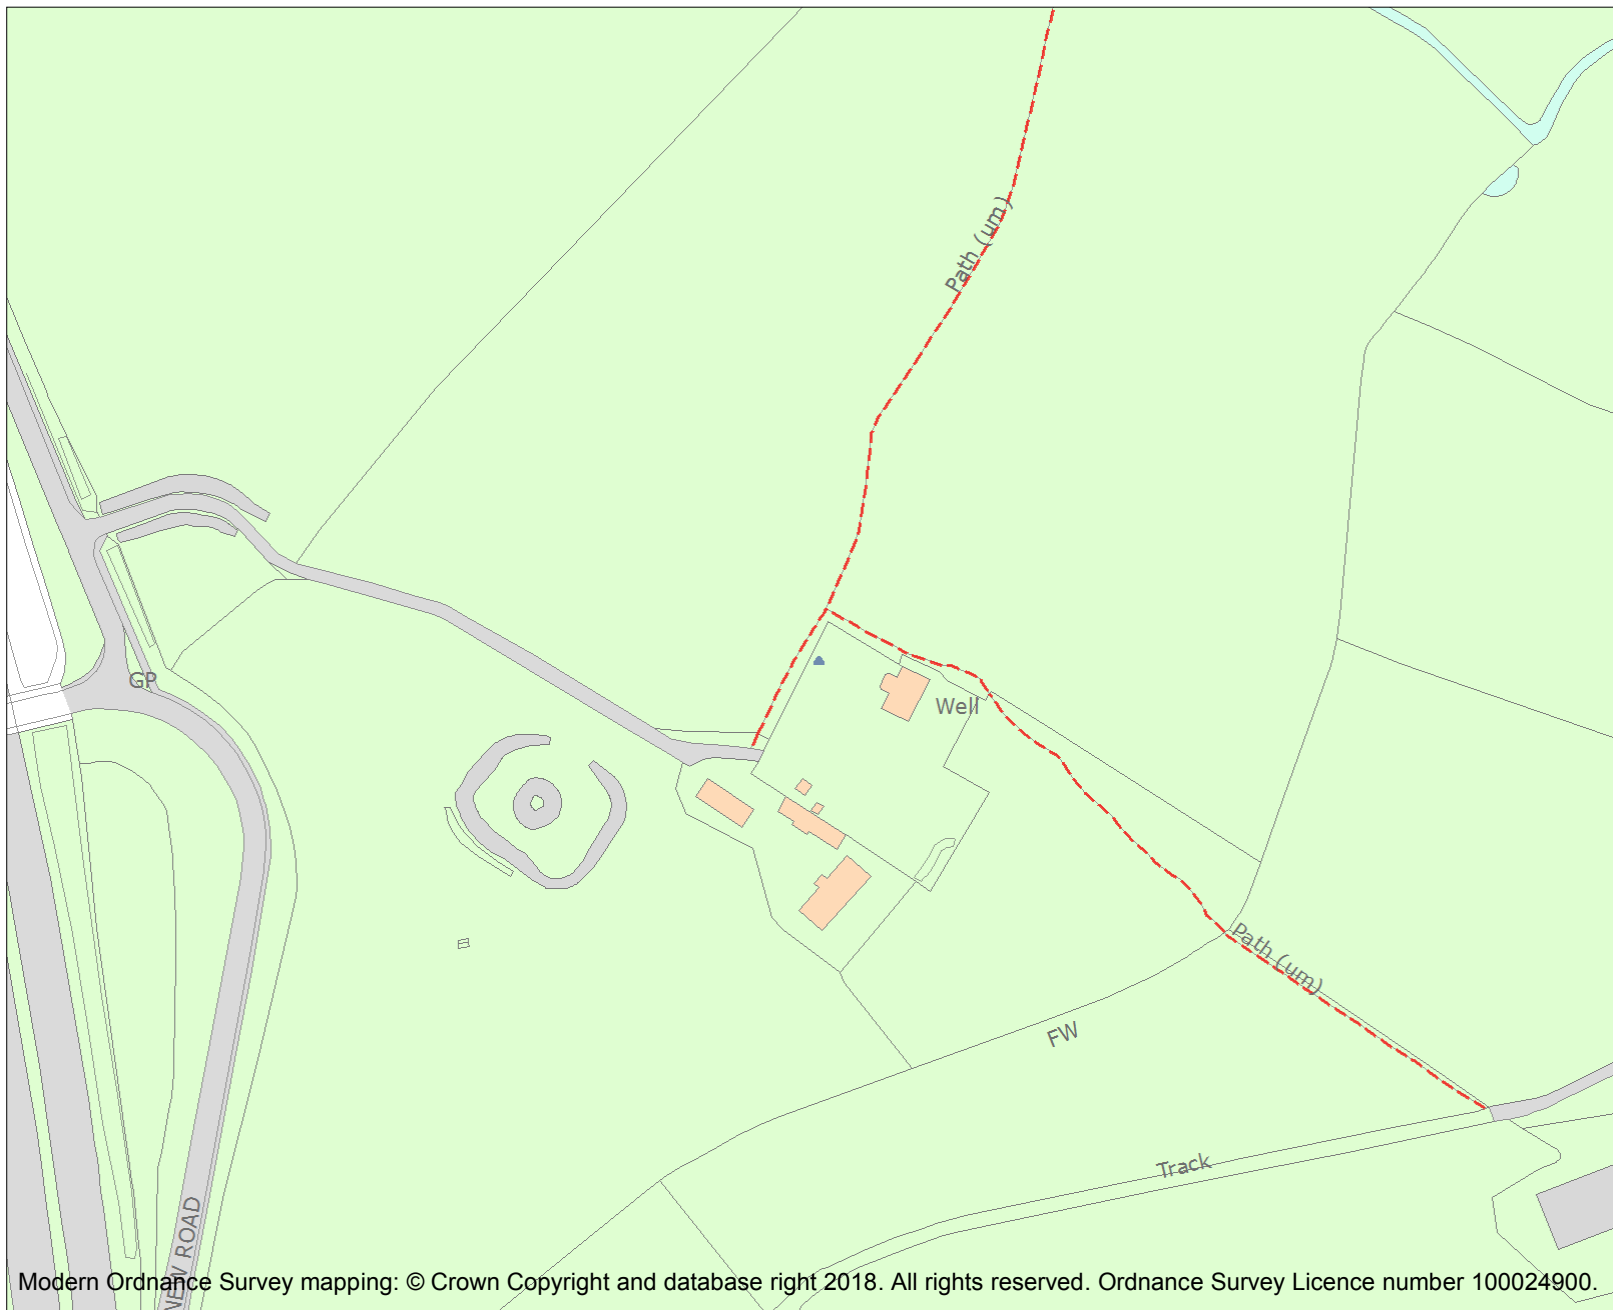 Path (um)
GP
Well
Path (um)
FW
Track
NEW ROAD
Modern Ordnance Survey mapping: © Crown Copyright and database right 2018. All rights reserved. Ordnance Survey Licence number 100024900.